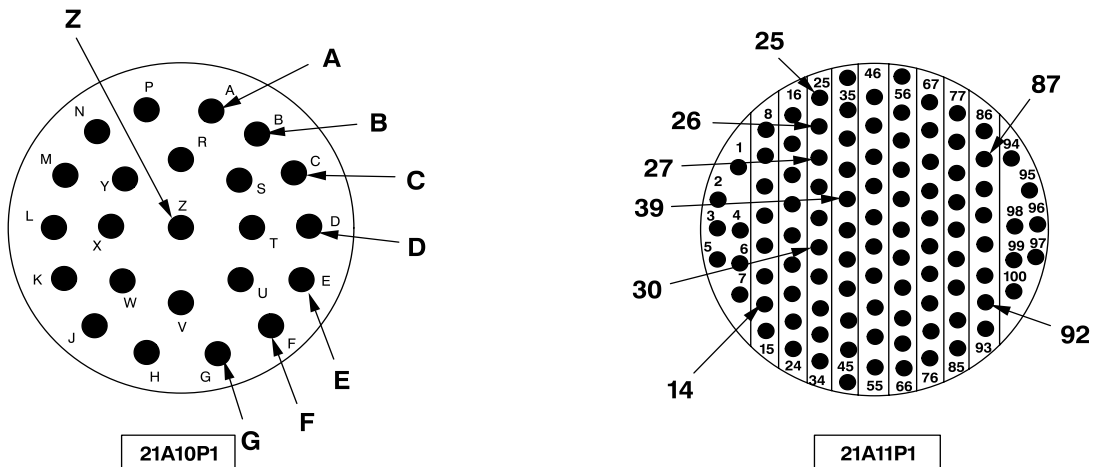 Z
A
B
C
D
E
F
G
P
A
N
B
R
M
C
Y
S
Z
L
D
X
T
K
E
W
U
V
J
F
H
G
21A10P1
25
26
27
39
30
14
87
92
25
46
67
16
35
56
77
8
86
1
94
2
95
3
4
98
96
5
6
99
97
7
100
15
93
24
34
45
55
66
76
85
21A11P1